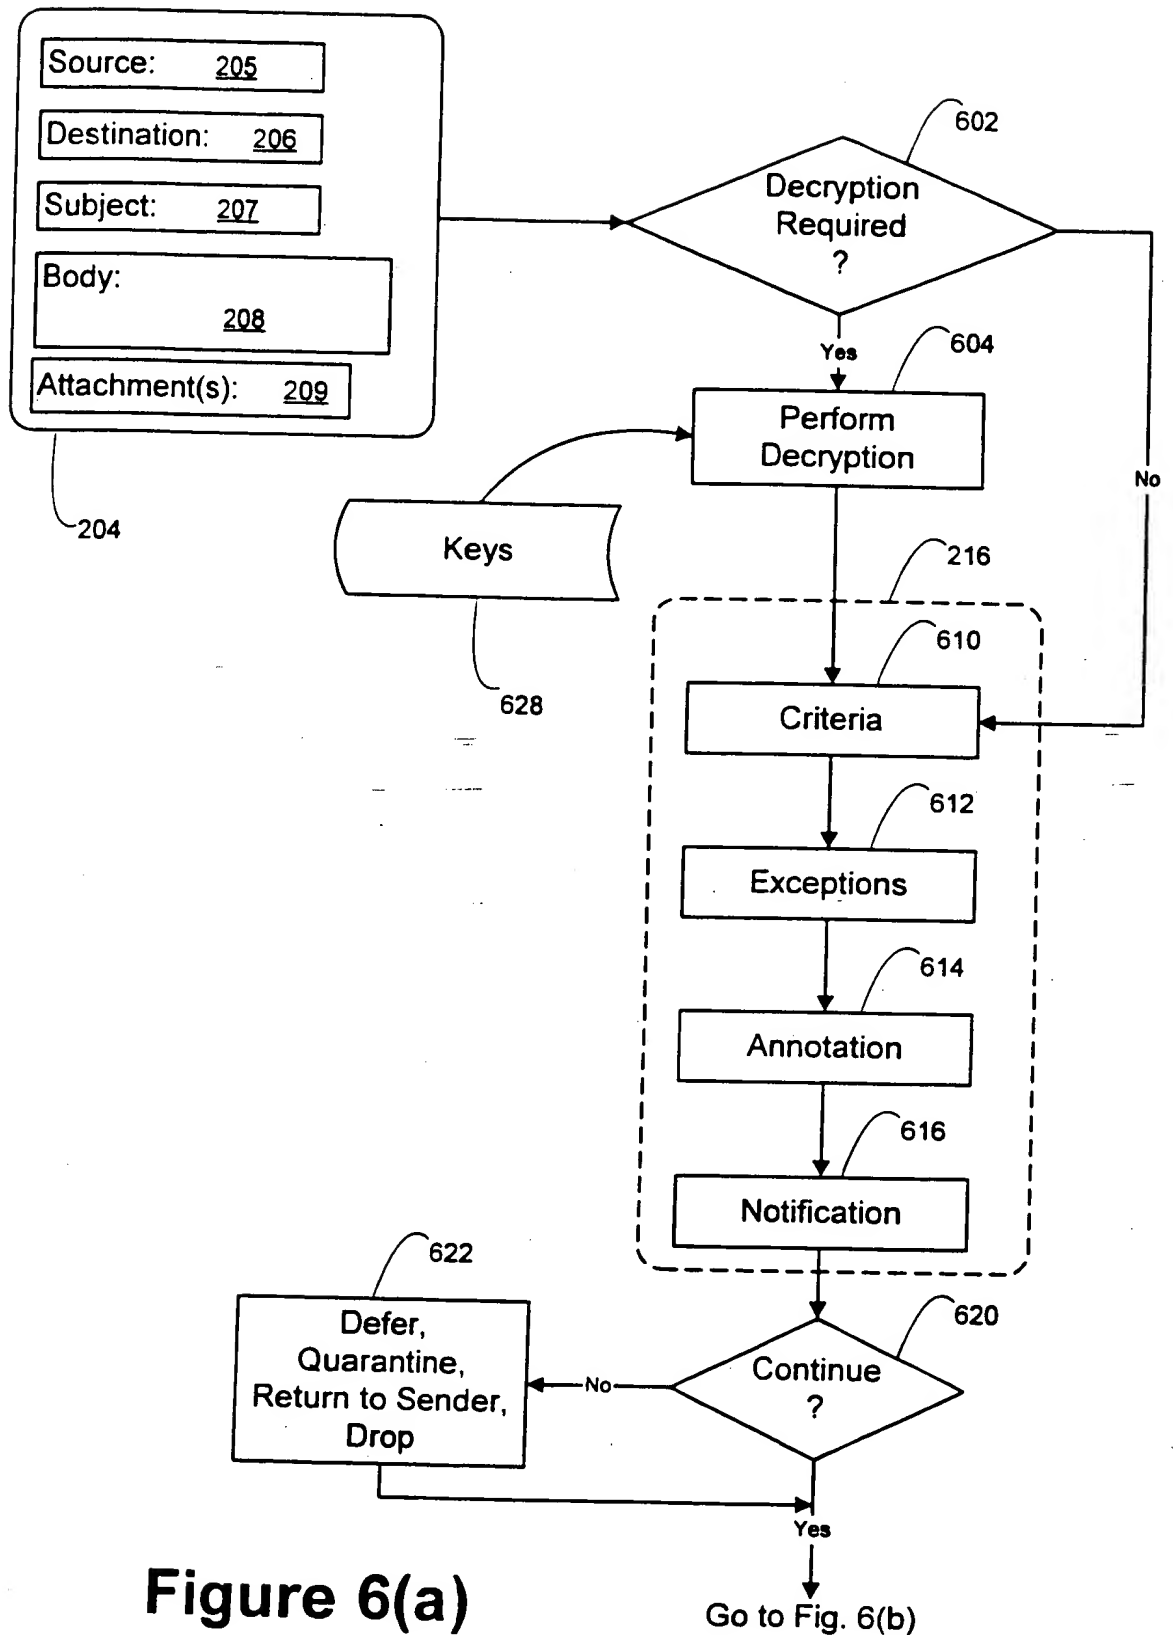 Source: 205
Destination: 206
Subject: 207
Body:
208
Attachment(s): 209
204
602
Decryption
Required
?
Yes
No
604
Perform
Decryption
Keys
628
216
610
Criteria
612
Exceptions
614
Annotation
616
Notification
620
Continue
?
No
622
Defer,
Quarantine,
Return to Sender,
Drop
Yes
Go to Fig. 6(b)
Figure 6(a)